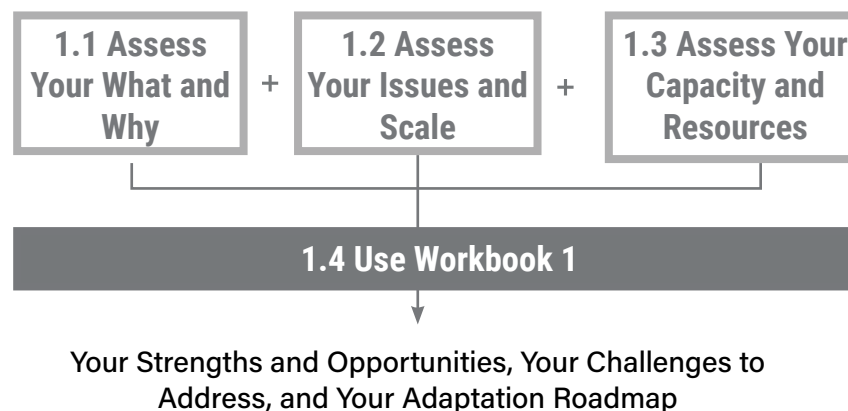 1.1 Assess
Your What and
Why
+
1.2 Assess
Your Issues and
Scale
+
1.3 Assess Your
Capacity and
Resources
1.4 Use Workbook 1
Your Strengths and Opportunities, Your Challenges to
Address, and Your Adaptation Roadmap